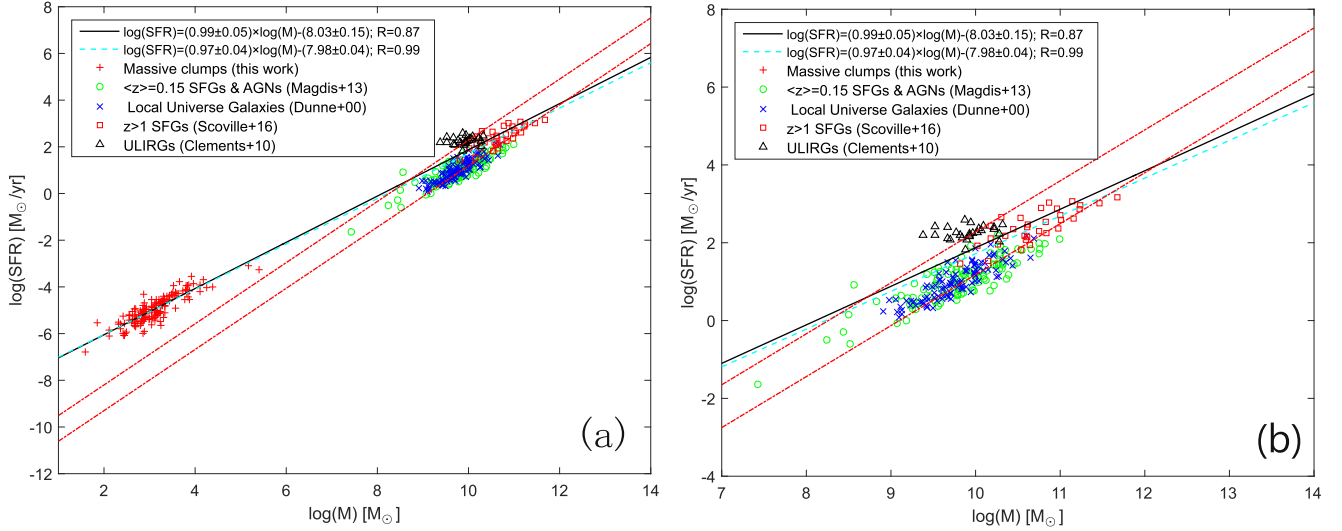 8
6
4
2
0
-2
-4
-6
-8
-10
-12
2
4
6
8
10
12
14
log(SFR) [M⊙/yr]
log(M) [M⊙]
log(SFR)=(0.99±0.05)×log(M)-(8.03±0.15); R=0.87
log(SFR)=(0.97±0.04)×log(M)-(7.98±0.04); R=0.99
Massive clumps (this work)
<z>=0.15 SFGs & AGNs (Magdis+13)
Local Universe Galaxies (Dunne+00)
z>1 SFGs (Scoville+16)
ULIRGs (Clements+10)
(a)
8
6
4
2
0
-2
-4
7
8
9
10
11
12
13
14
log(SFR) [M⊙/yr]
log(M) [M⊙]
log(SFR)=(0.99±0.05)×log(M)-(8.03±0.15); R=0.87
log(SFR)=(0.97±0.04)×log(M)-(7.98±0.04); R=0.99
Massive clumps (this work)
<z>=0.15 SFGs & AGNs (Magdis+13)
Local Universe Galaxies (Dunne+00)
z>1 SFGs (Scoville+16)
ULIRGs (Clements+10)
(b)